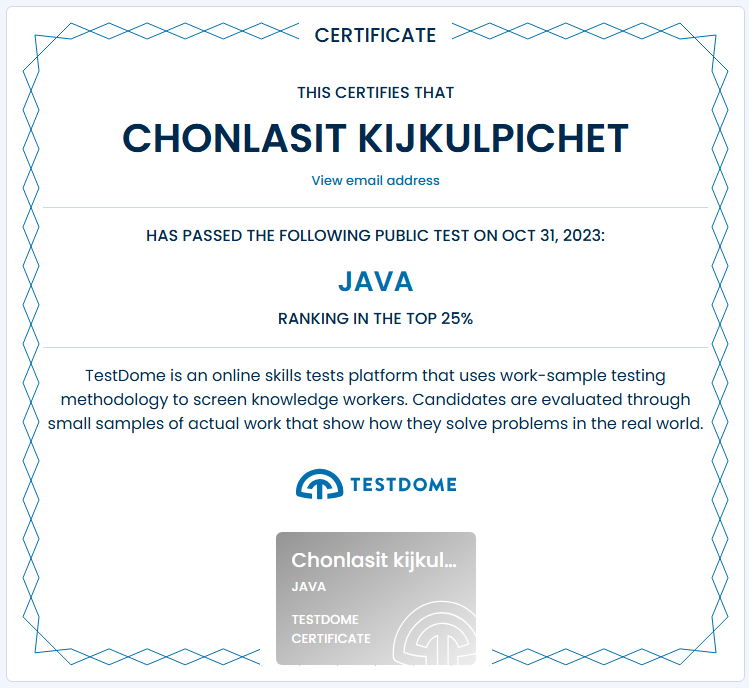 CERTIFICATE
THIS CERTIFIES THAT
CHONLASIT KIJKULPICHET
View email address
HAS PASSED THE FOLLOWING PUBLIC TEST ON OCT 31, 2023:
JAVA
RANKING IN THE TOP 25%
TestDome is an online skills tests platform that uses work-sample testing
methodology to screen knowledge workers. Candidates are evaluated through
small samples of actual work that show how they solve problems in the real world.
TESTDOME
Chonlasit kijkul...
JAVA
TESTDOME
CERTIFICATE